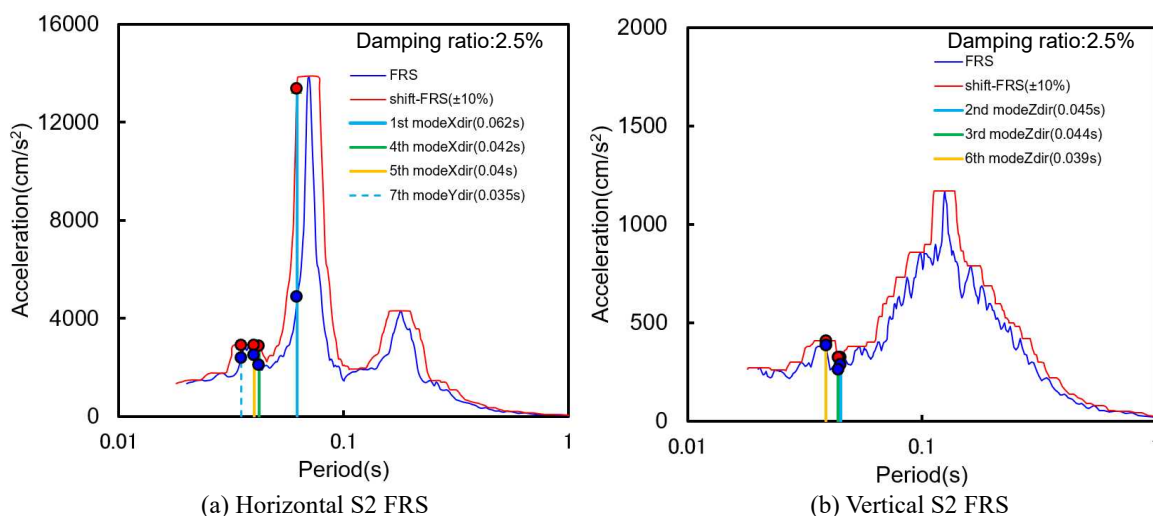 16000
12000
8000
4000
0
0.01
0.1
1
Acceleration(cm/s²)
Period(s)
Damping ratio:2.5%
FRS
shift-FRS(±10%)
1st modeXdir(0.062s)
4th modeXdir(0.042s)
5th modeXdir(0.04s)
7th modeYdir(0.035s)
(a) Horizontal S2 FRS
2000
1500
1000
500
0
0.01
0.1
1
Acceleration(cm/s²)
Period(s)
Damping ratio:2.5%
FRS
shift-FRS(±10%)
2nd modeZdir(0.045s)
3rd modeZdir(0.044s)
6th modeZdir(0.039s)
(b) Vertical S2 FRS